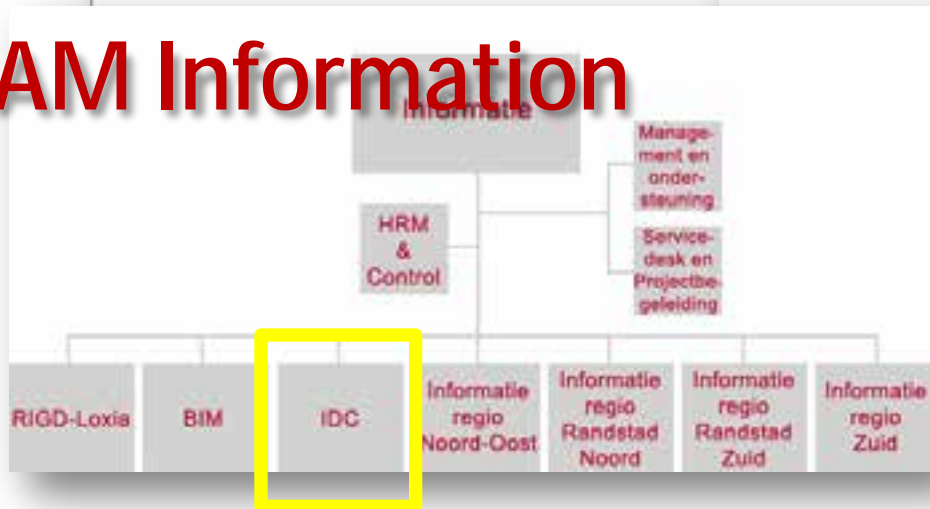 AM Information
Informatie
Manage-
ment en
onder-
steuning
HRM
&
Control
Service-
desk en
Projectbe-
geleiding
RIGD-Loxia
BIM
IDC
Informatie
regio
Noord-Oost
Informatie
regio
Randstad
Noord
Informatie
regio
Randstad
Zuid
Informatie
regio
Zuid